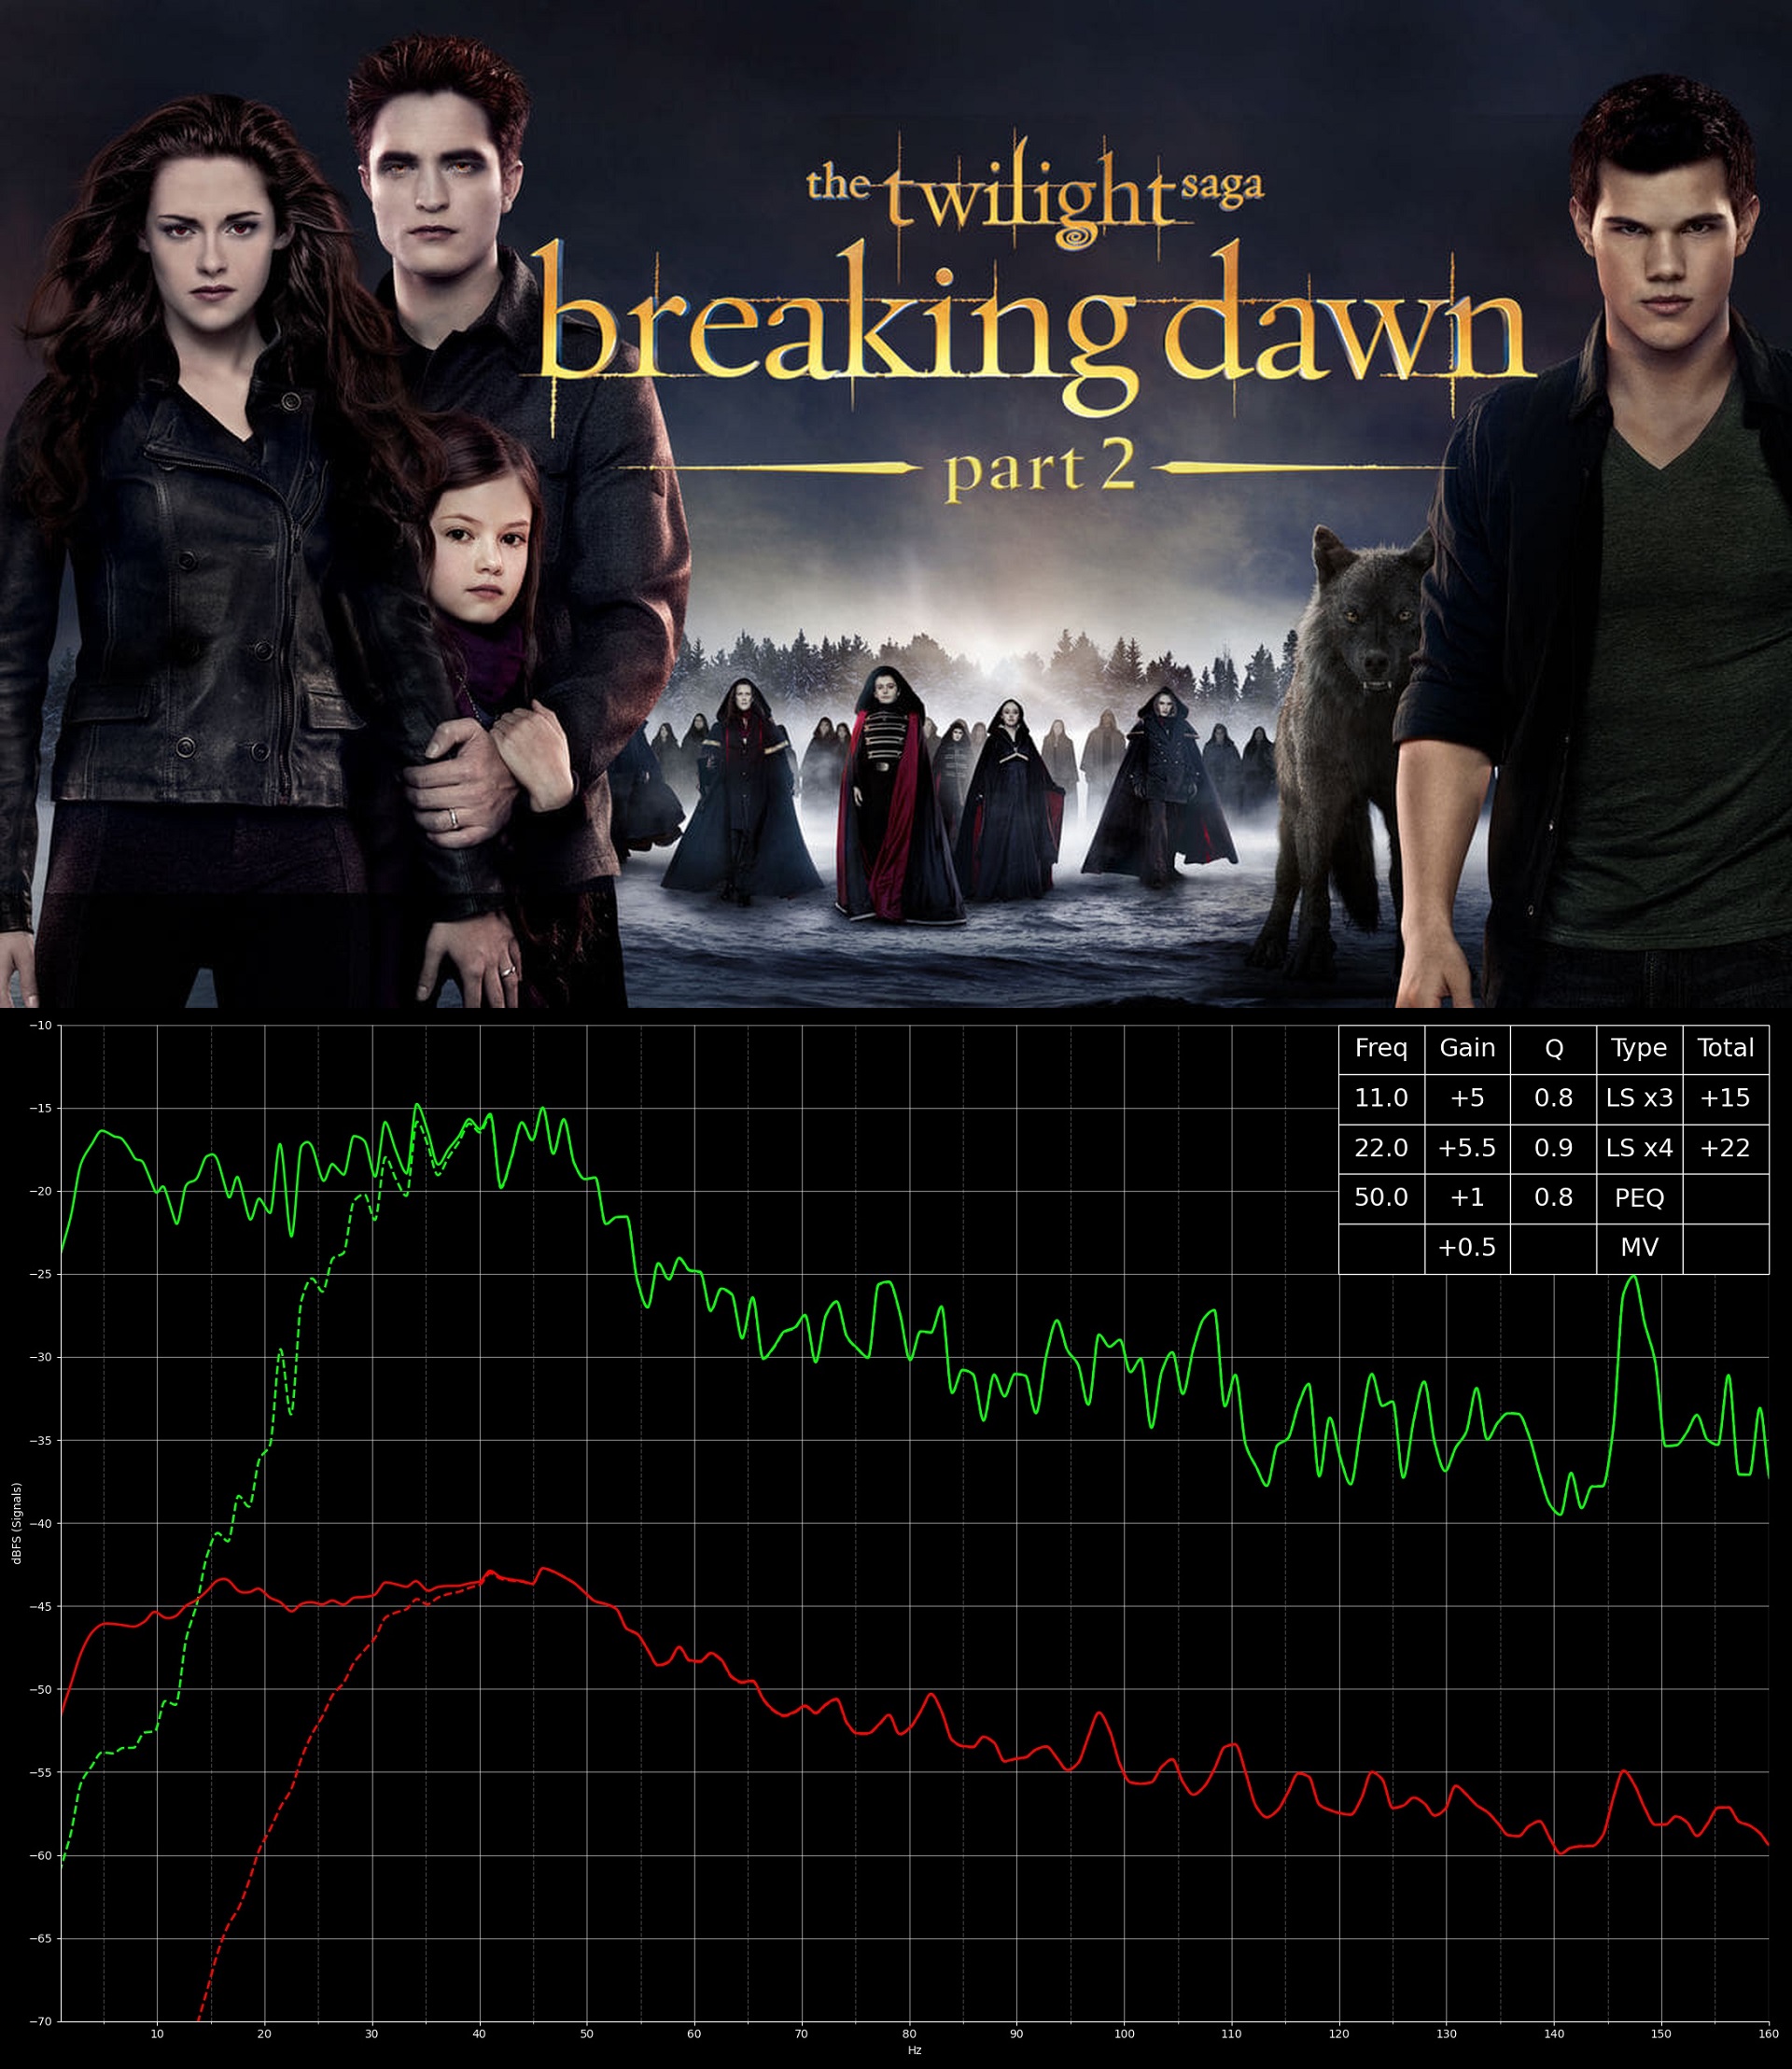 the twilight saga
breaking dawn
part 2
Freq Gain Q Type Total
11.0 +5 0.8 LS x3 +15
22.0 +5.5 0.9 LS x4 +22
50.0 +1 0.8 PEQ
+0.5 MV
−10
−15
−20
−25
−30
−35
−40
−45
−50
−55
−60
−65
−70
dBFS (Signals)
10 20 30 40 50 60 70 80 90 100 110 120 130 140 150 160
Hz